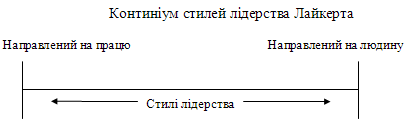 Континіум стилей лідерства Лайкерта
Направлений на працю Направлений на людину
Стилі лідерства